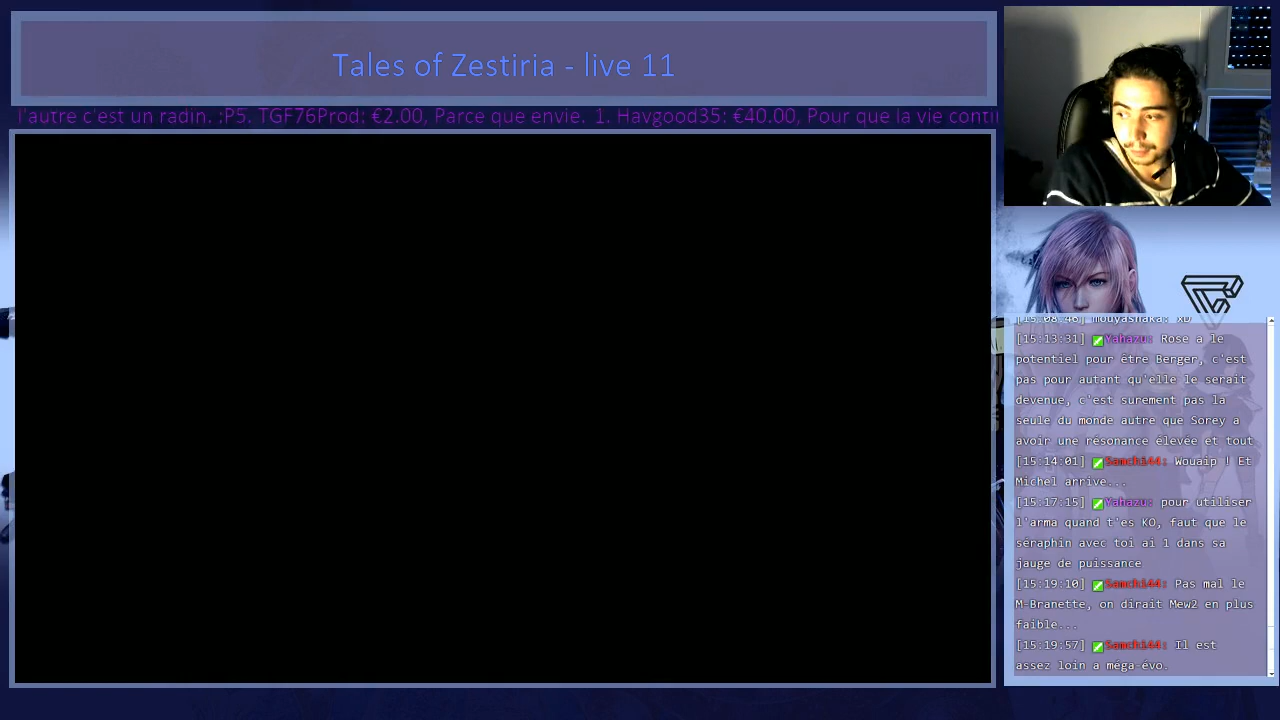 Tales of Zestiria - live 11
l'autre c'est un radin. ;P5. TGF76Prod: €2.00, Parce que envie. 1. Havgood35: €40.00, Pour que la vie conti
[15:08:46] mouyashaka: xD
[15:13:31] Yahazu: Rose a le
potentiel pour être Berger, c'est
pas pour autant qu'elle le serait
devenue, c'est surement pas la
seule du monde autre que Sorey a
avoir une résonance élevée et tout
[15:14:01] Samchi44: Wouaip ! Et
Michel arrive...
[15:17:15] Yahazu: pour utiliser
l'arma quand t'es KO, faut que le
séraphin avec toi ai 1 dans sa
jauge de puissance
[15:19:10] Samchi44: Pas mal le
M-Branette, on dirait Mew2 en plus
faible...
[15:19:57] Samchi44: Il est
assez loin a méga-évo.